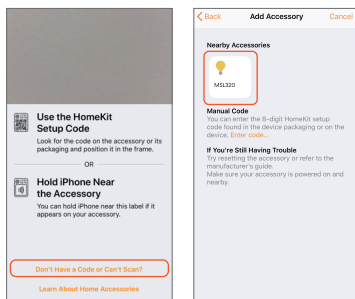 Use the HomeKit
Setup Code
Look for the code on the accessory or its
packaging and position it in the frame.
OR
Hold iPhone Near
the Accessory
You can hold iPhone near this label if it
appears on your accessory.
Don't Have a Code or Can't Scan?
Learn About Home Accessories
Back Add Accessory Cancel
Nearby Accessories
MSL320
Manual Code
You can enter the 8-digit HomeKit setup
code found in the device packaging or on the
device. Enter code...
If You're Still Having Trouble
Try resetting the accessory or refer to the
manufacturer's guide.
Make sure your accessory is powered on and
nearby.